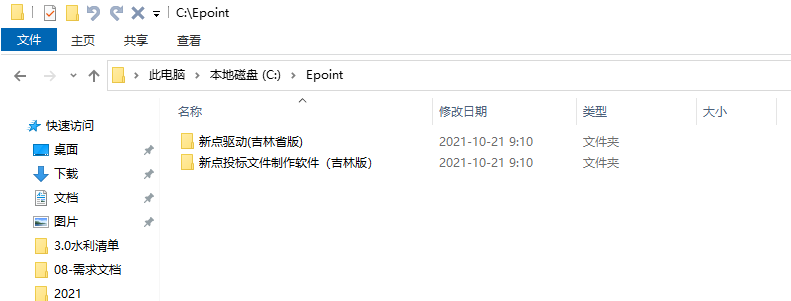 C:\Epoint
文件 主页 共享 查看
此电脑 本地磁盘 (C:) Epoint
名称 修改日期 类型 大小
快速访问
桌面
下载
文档
图片
3.0水利清单
08-需求文档
2021
新点驱动(吉林省版) 2021-10-21 9:10 文件夹
新点投标文件制作软件（吉林版） 2021-10-21 9:10 文件夹